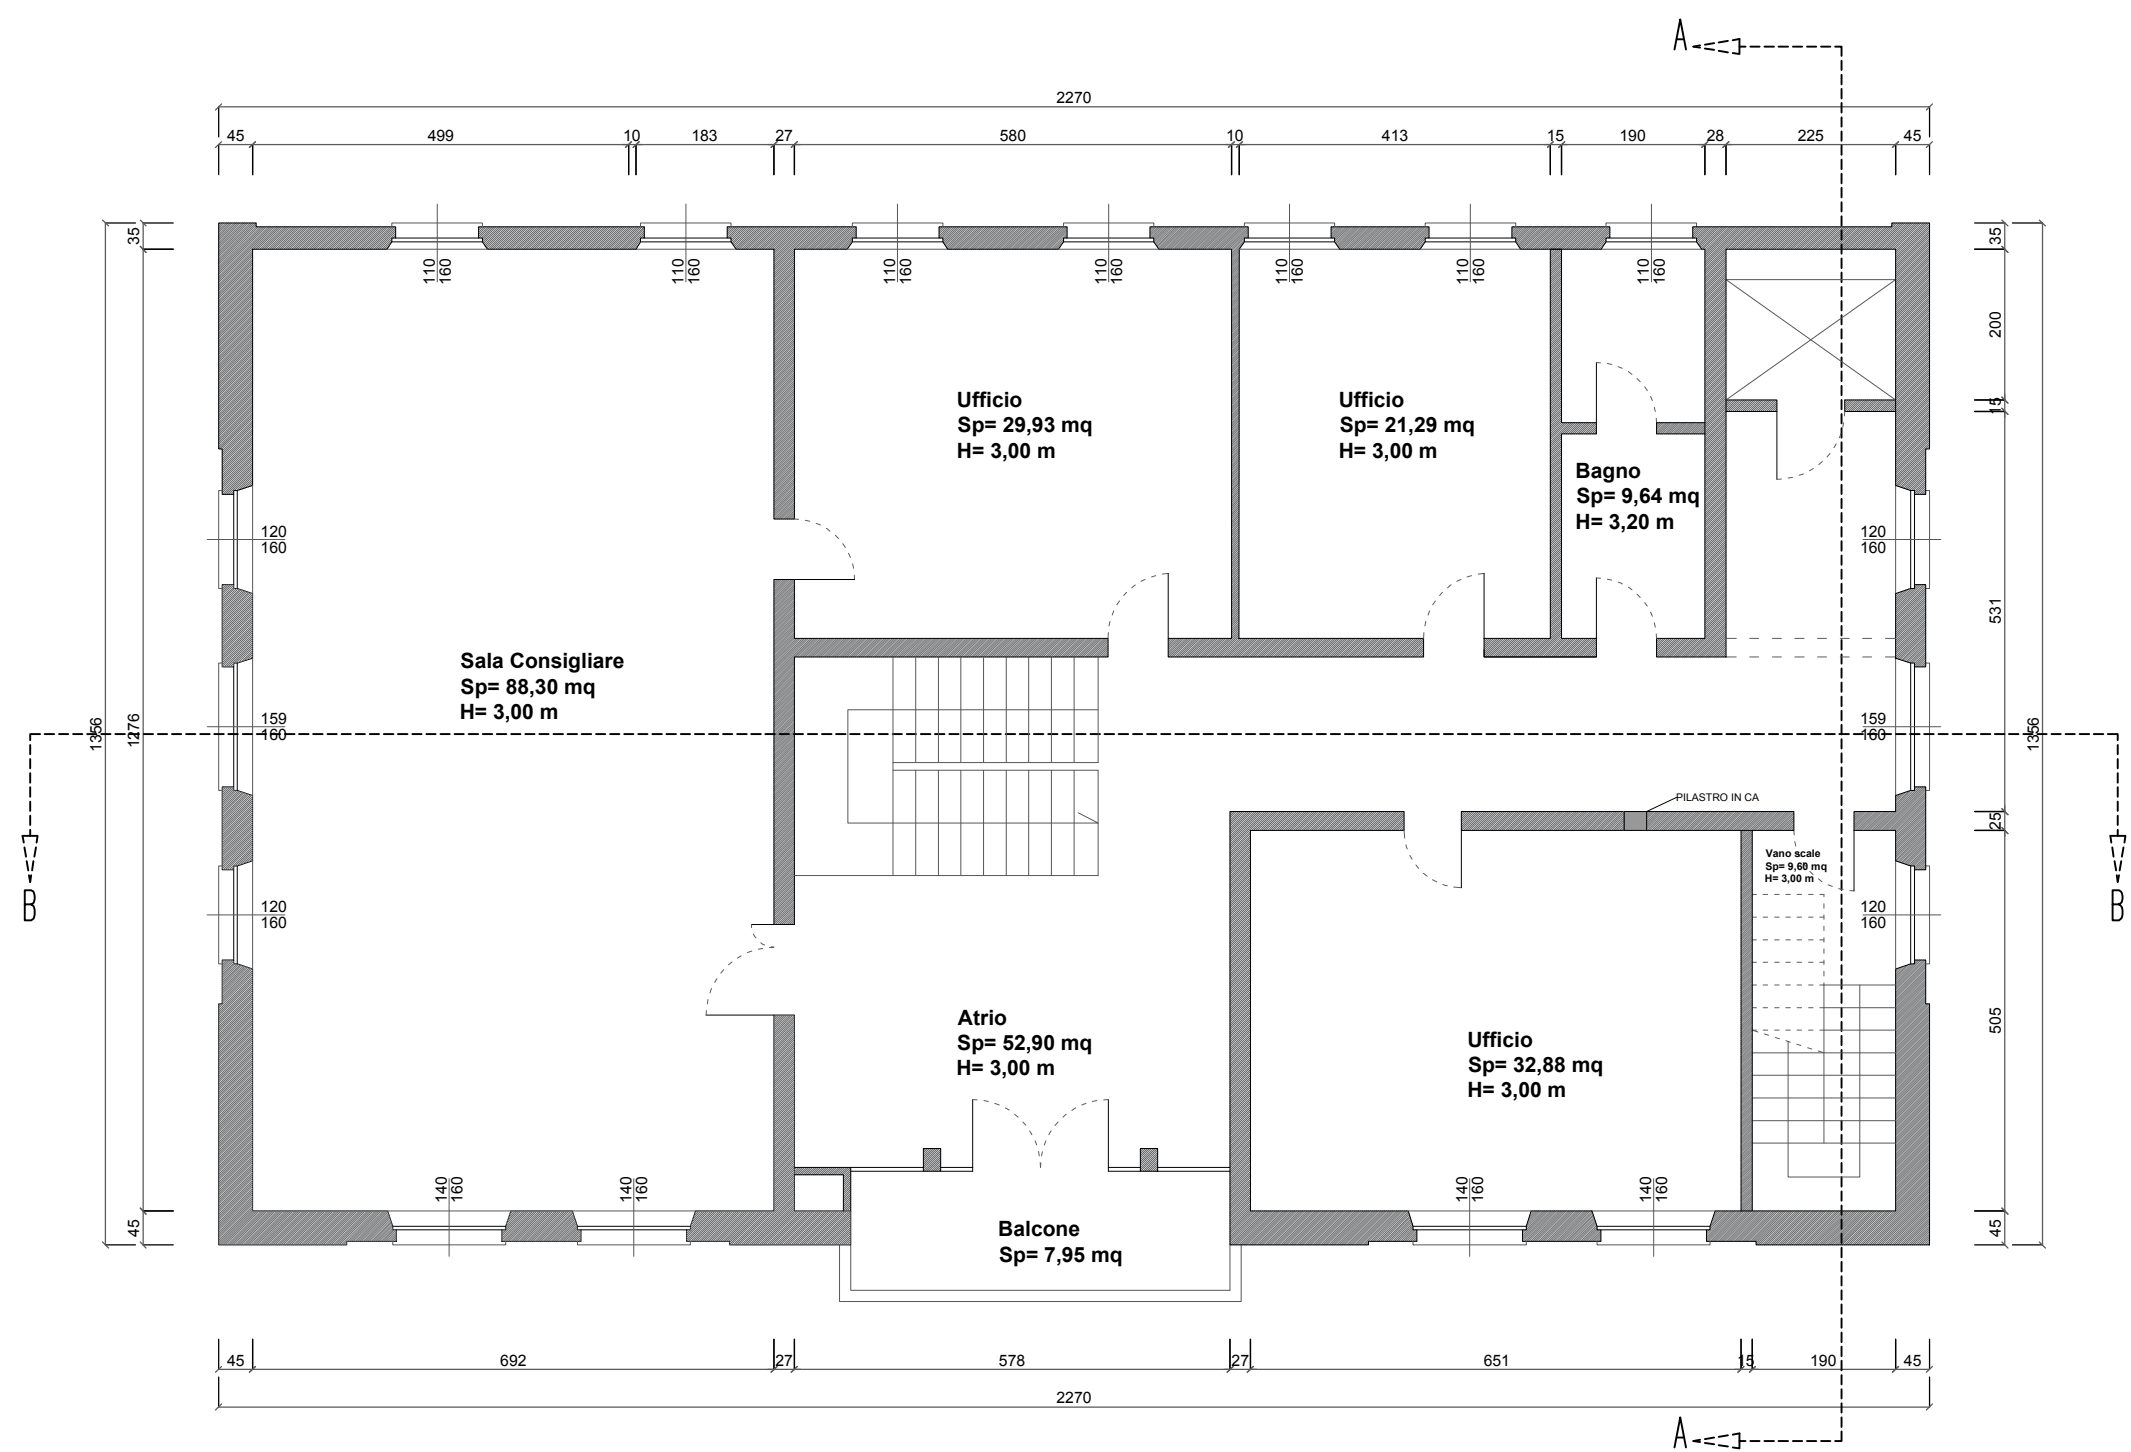 A
2270
45 499 10 183 27 580 10 413 15 190 28 225 45
35
35
110
160
110
160
110
160
110
160
110
160
110
160
110
160
200
15
Ufficio
Sp= 29,93 mq
H= 3,00 m
Ufficio
Sp= 21,29 mq
H= 3,00 m
Bagno
Sp= 9,64 mq
H= 3,20 m
120
160
120
160
531
Sala Consigliare
Sp= 88,30 mq
H= 3,00 m
1356
1276
159
160
159
160
1356
PILASTRO IN CA
25
Vano scale
Sp= 9,60 mq
H= 3,00 m
B
120
160
120
160
B
Atrio
Sp= 52,90 mq
H= 3,00 m
Ufficio
Sp= 32,88 mq
H= 3,00 m
505
140
160
140
160
140
160
140
160
45
45
Balcone
Sp= 7,95 mq
45 692 27 578 27 651 15 190 45
2270
A